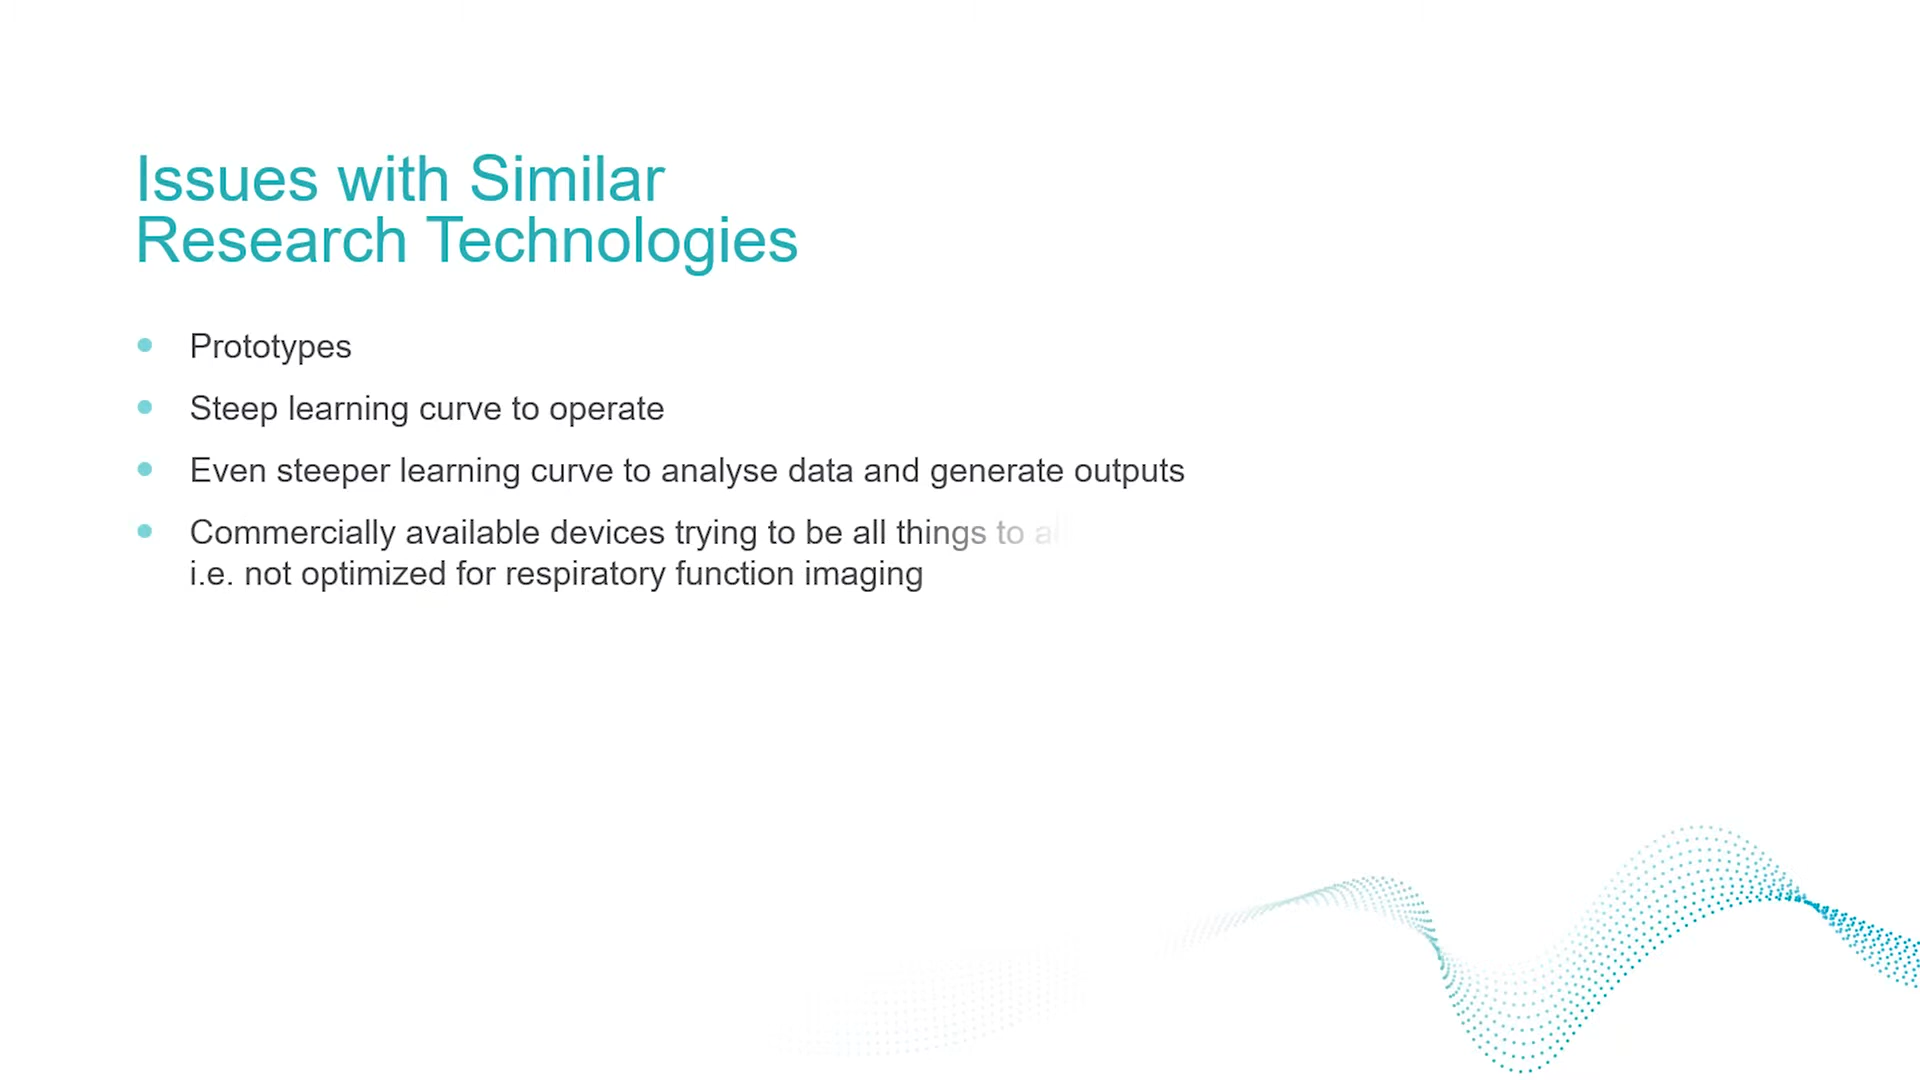 Issues with Similar
Research Technologies
Prototypes
Steep learning curve to operate
Even steeper learning curve to analyse data and generate outputs
Commercially available devices trying to be all things to
i.e. not optimized for respiratory function imaging